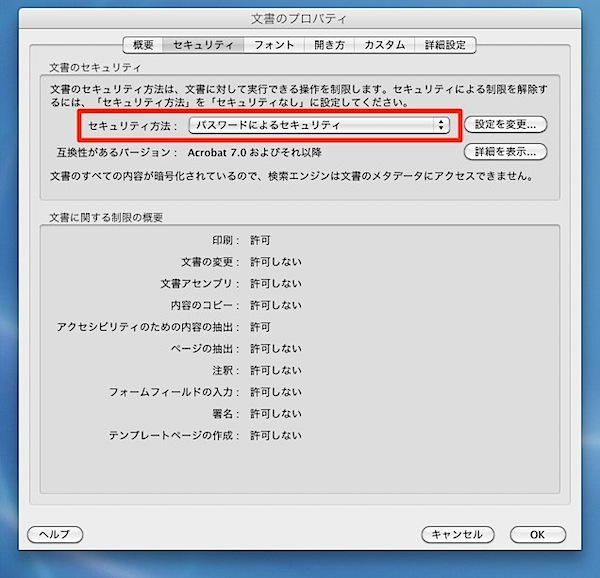 文書のプロパティ
概要 セキュリティ フォント 開き方 カスタム 詳細設定
文書のセキュリティ
文書のセキュリティ方法は、文書に対して実行できる操作を制限します。セキュリティによる制限を解除す
るには、「セキュリティ方法」を「セキュリティなし」に設定してください。
セキュリティ方法： パスワードによるセキュリティ 設定を変更...
互換性があるバージョン： Acrobat 7.0 およびそれ以降 詳細を表示...
文書のすべての内容が暗号化されているので、検索エンジンは文書のメタデータにアクセスできません。
文書に関する制限の概要
印刷： 許可
文書の変更： 許可しない
文書アセンブリ： 許可しない
内容のコピー： 許可しない
アクセシビリティのための内容の抽出： 許可
ページの抽出： 許可しない
注釈： 許可しない
フォームフィールドの入力： 許可しない
署名： 許可しない
テンプレートページの作成： 許可しない
ヘルプ キャンセル OK